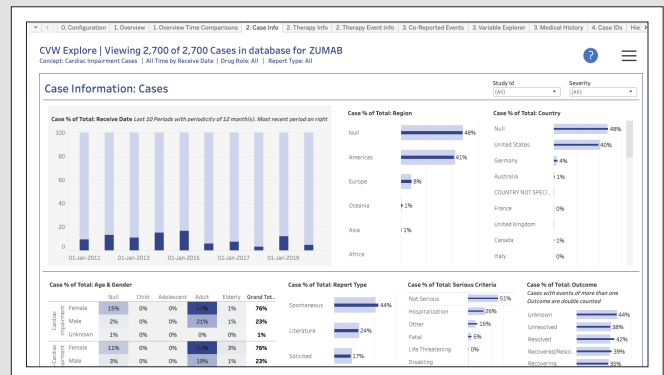 0. Configuration 1. Overview 1. Overview Time Comparisons 2. Case Info 2. Therapy Info 2. Therapy Event Info 3. Co-Reported Events 3. Variable Explorer 3. Medical History 4. Case IDs Hie
CVW Explore | Viewing 2,700 of 2,700 Cases in database for ZUMAB
Concept: Cardiac Impairment Cases | All Time by Receive Date | Drug Role: All | Report Type: All
?
Case Information: Cases
Study Id
(All)
Severity
(All)
Case % of Total: Receive Date Last 10 Periods with periodicity of 12 month(s). Most recent period on right
100
80
60
40
20
0
01-Jan-2011 01-Jan-2013 01-Jan-2015 01-Jan-2017 01-Jan-2019
Case % of Total: Region
Null 48%
Americas 41%
Europe 8%
Oceania 1%
Asia 1%
Africa
Case % of Total: Country
Null 48%
United States 40%
Germany 4%
Australia 1%
COUNTRY NOT SPECI..
France 0%
United Kingdom
Canada 1%
Italy 0%
Case % of Total: Age & Gender
Null Child Adolescent Adult Elderly Grand Tot..
Cardiac Impairment
Female 15% 0% 0% 1% 76%
Male 2% 0% 0% 21% 1% 23%
Unknown 1% 0% 0% 0% 0% 1%
Female 11% 0% 0% 3% 76%
Male 3% 0% 0% 19% 1% 23%
Case % of Total: Report Type
Spontaneous 44%
Literature 24%
Solicited 17%
Case % of Total: Serious Criteria
Not Serious 51%
Hospitalization 26%
Other 16%
Fatal 6%
Life Threatening 0%
Disabling
Case % of Total: Outcome
Cases with events of more than one
Outcome are double counted
Unknown 44%
Unresolved 38%
Resolved 42%
Recovered/Resol.. 39%
Recovering 35%